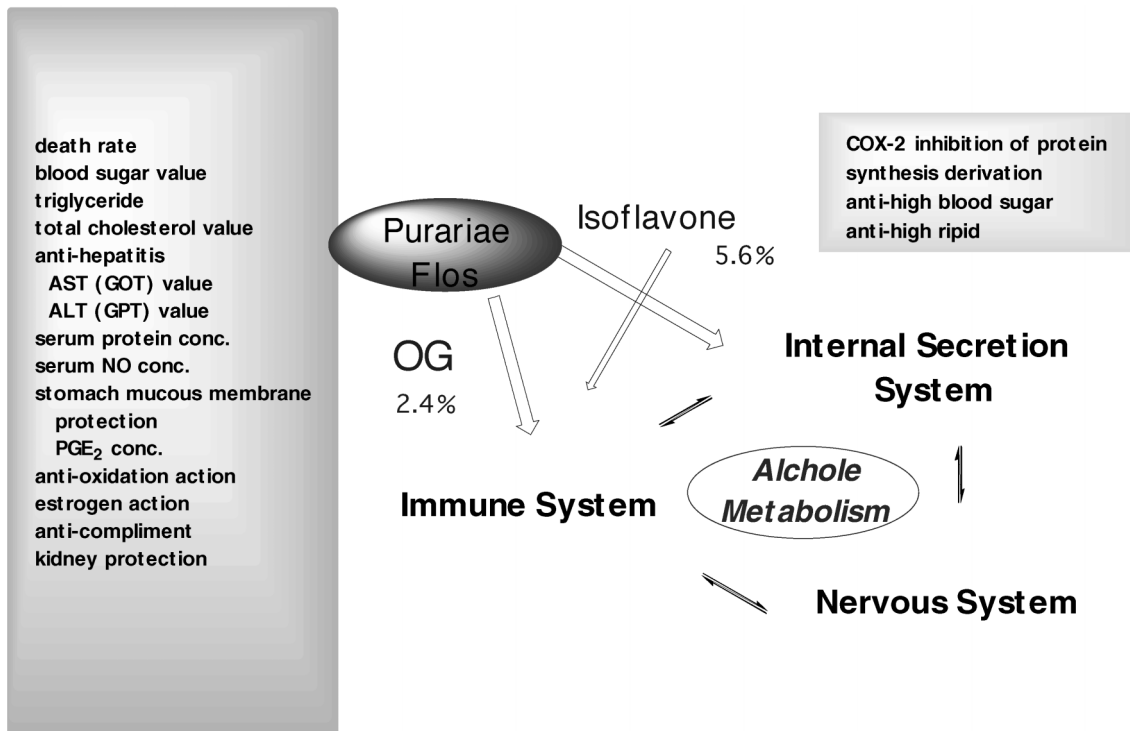 death rate
blood sugar value
triglyceride
total cholesterol value
anti-hepatitis
AST (GOT) value
ALT (GPT) value
serum protein conc.
serum NO conc.
stomach mucous membrane
protection
PGE₂ conc.
anti-oxidation action
estrogen action
anti-compliment
kidney protection
Purariae
Flos
Isoflavone
5.6%
OG
2.4%
COX-2 inhibition of protein
synthesis derivation
anti-high blood sugar
anti-high ripid
Internal Secretion
System
Immune System
Alchole
Metabolism
Nervous System